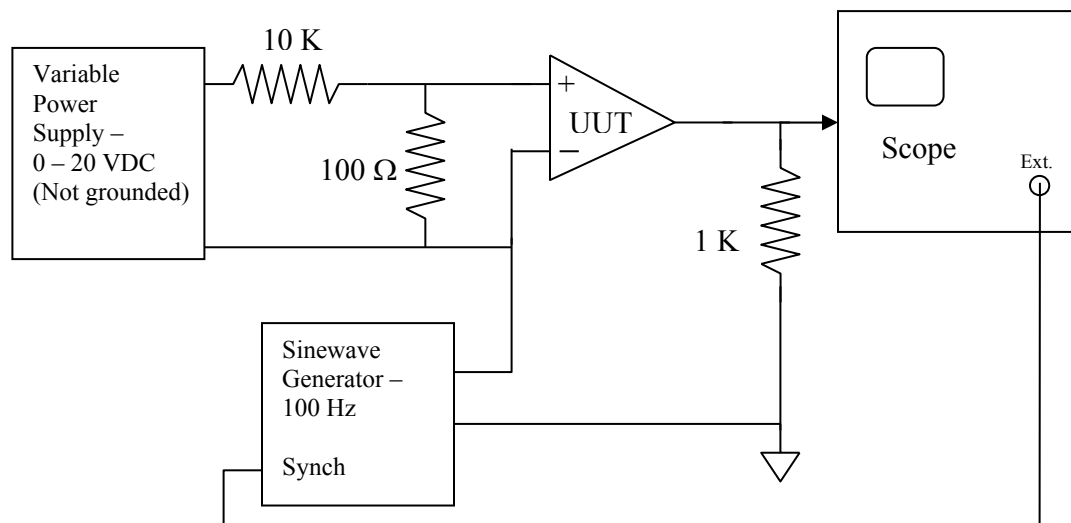 10 K
Variable
Power
Supply –
0 – 20 VDC
(Not grounded)
+
UUT
−
100 Ω
Scope
Ext.
1 K
Sinewave
Generator –
100 Hz
Synch